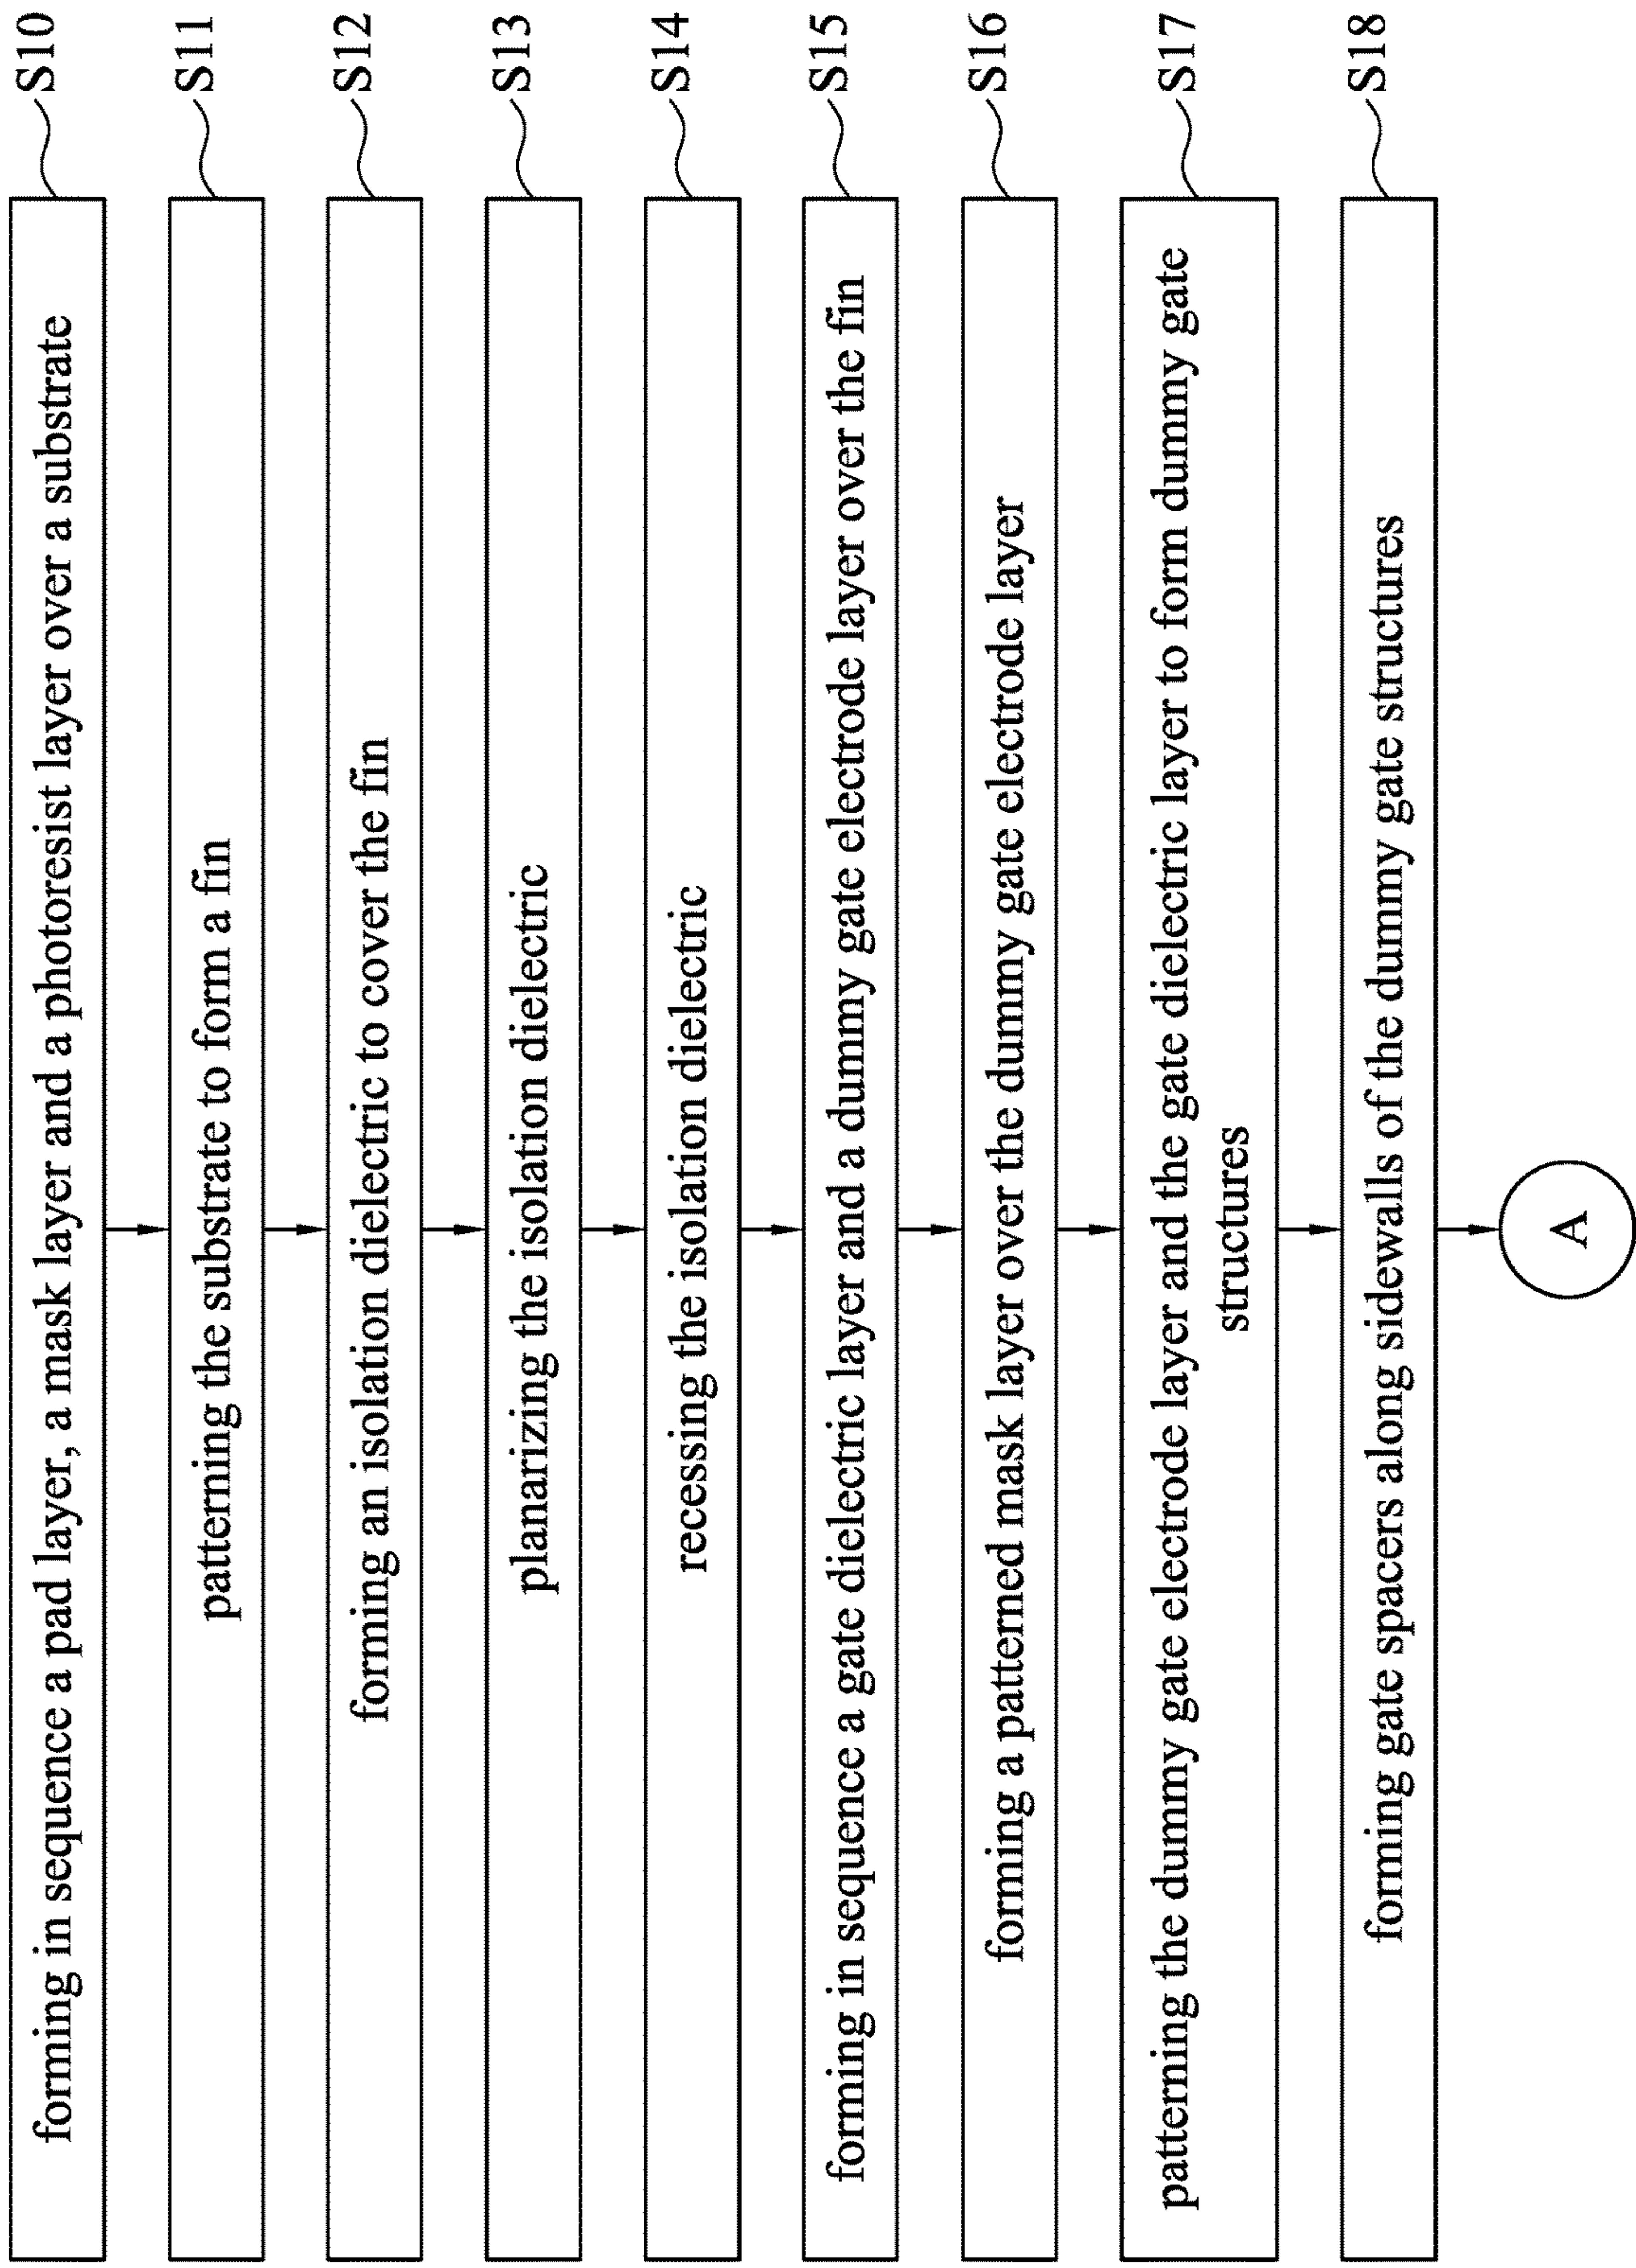 forming in sequence a pad layer, a mask layer and a photoresist layer over a substrate
S10
patterning the substrate to form a fin
S11
forming an isolation dielectric to cover the fin
S12
planarizing the isolation dielectric
S13
recessing the isolation dielectric
S14
forming in sequence a gate dielectric layer and a dummy gate electrode layer over the fin
S15
forming a patterned mask layer over the dummy gate electrode layer
S16
patterning the dummy gate electrode layer and the gate dielectric layer to form dummy gate
structures
S17
forming gate spacers along sidewalls of the dummy gate structures
S18
A